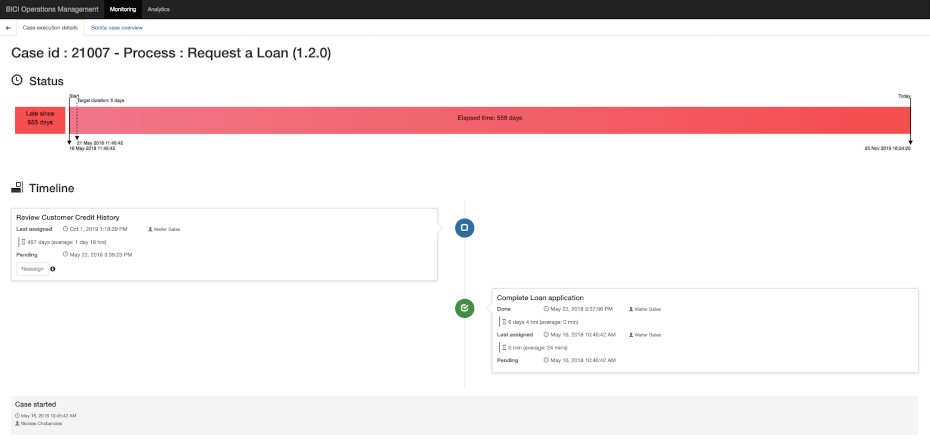 BICI Operations Management Monitoring Analytics
Case execution details Bonita case overview
Case id : 21007 - Process : Request a Loan (1.2.0)
Status
Start Today
Target duration: 5 days
Late since
553 days
Elapsed time: 558 days
21 May 2018 11:45:42
16 May 2018 11:45:42 25 Nov 2019 16:24:20
Timeline
Review Customer Credit History
Last assigned Oct 1, 2019 1:18:39 PM Walter Bates
497 days (average: 1 day 18 hrs)
Pending May 22, 2018 3:39:23 PM
Reassign
Complete Loan application
Done May 22, 2018 3:37:36 PM Walter Bates
6 days 4 hrs (average: 0 min)
Last assigned May 16, 2018 10:46:42 AM Walter Bates
0 min (average: 24 mins)
Pending May 16, 2018 10:46:42 AM
Case started
May 16, 2018 10:45:42 AM
Nicolas Chabanoles